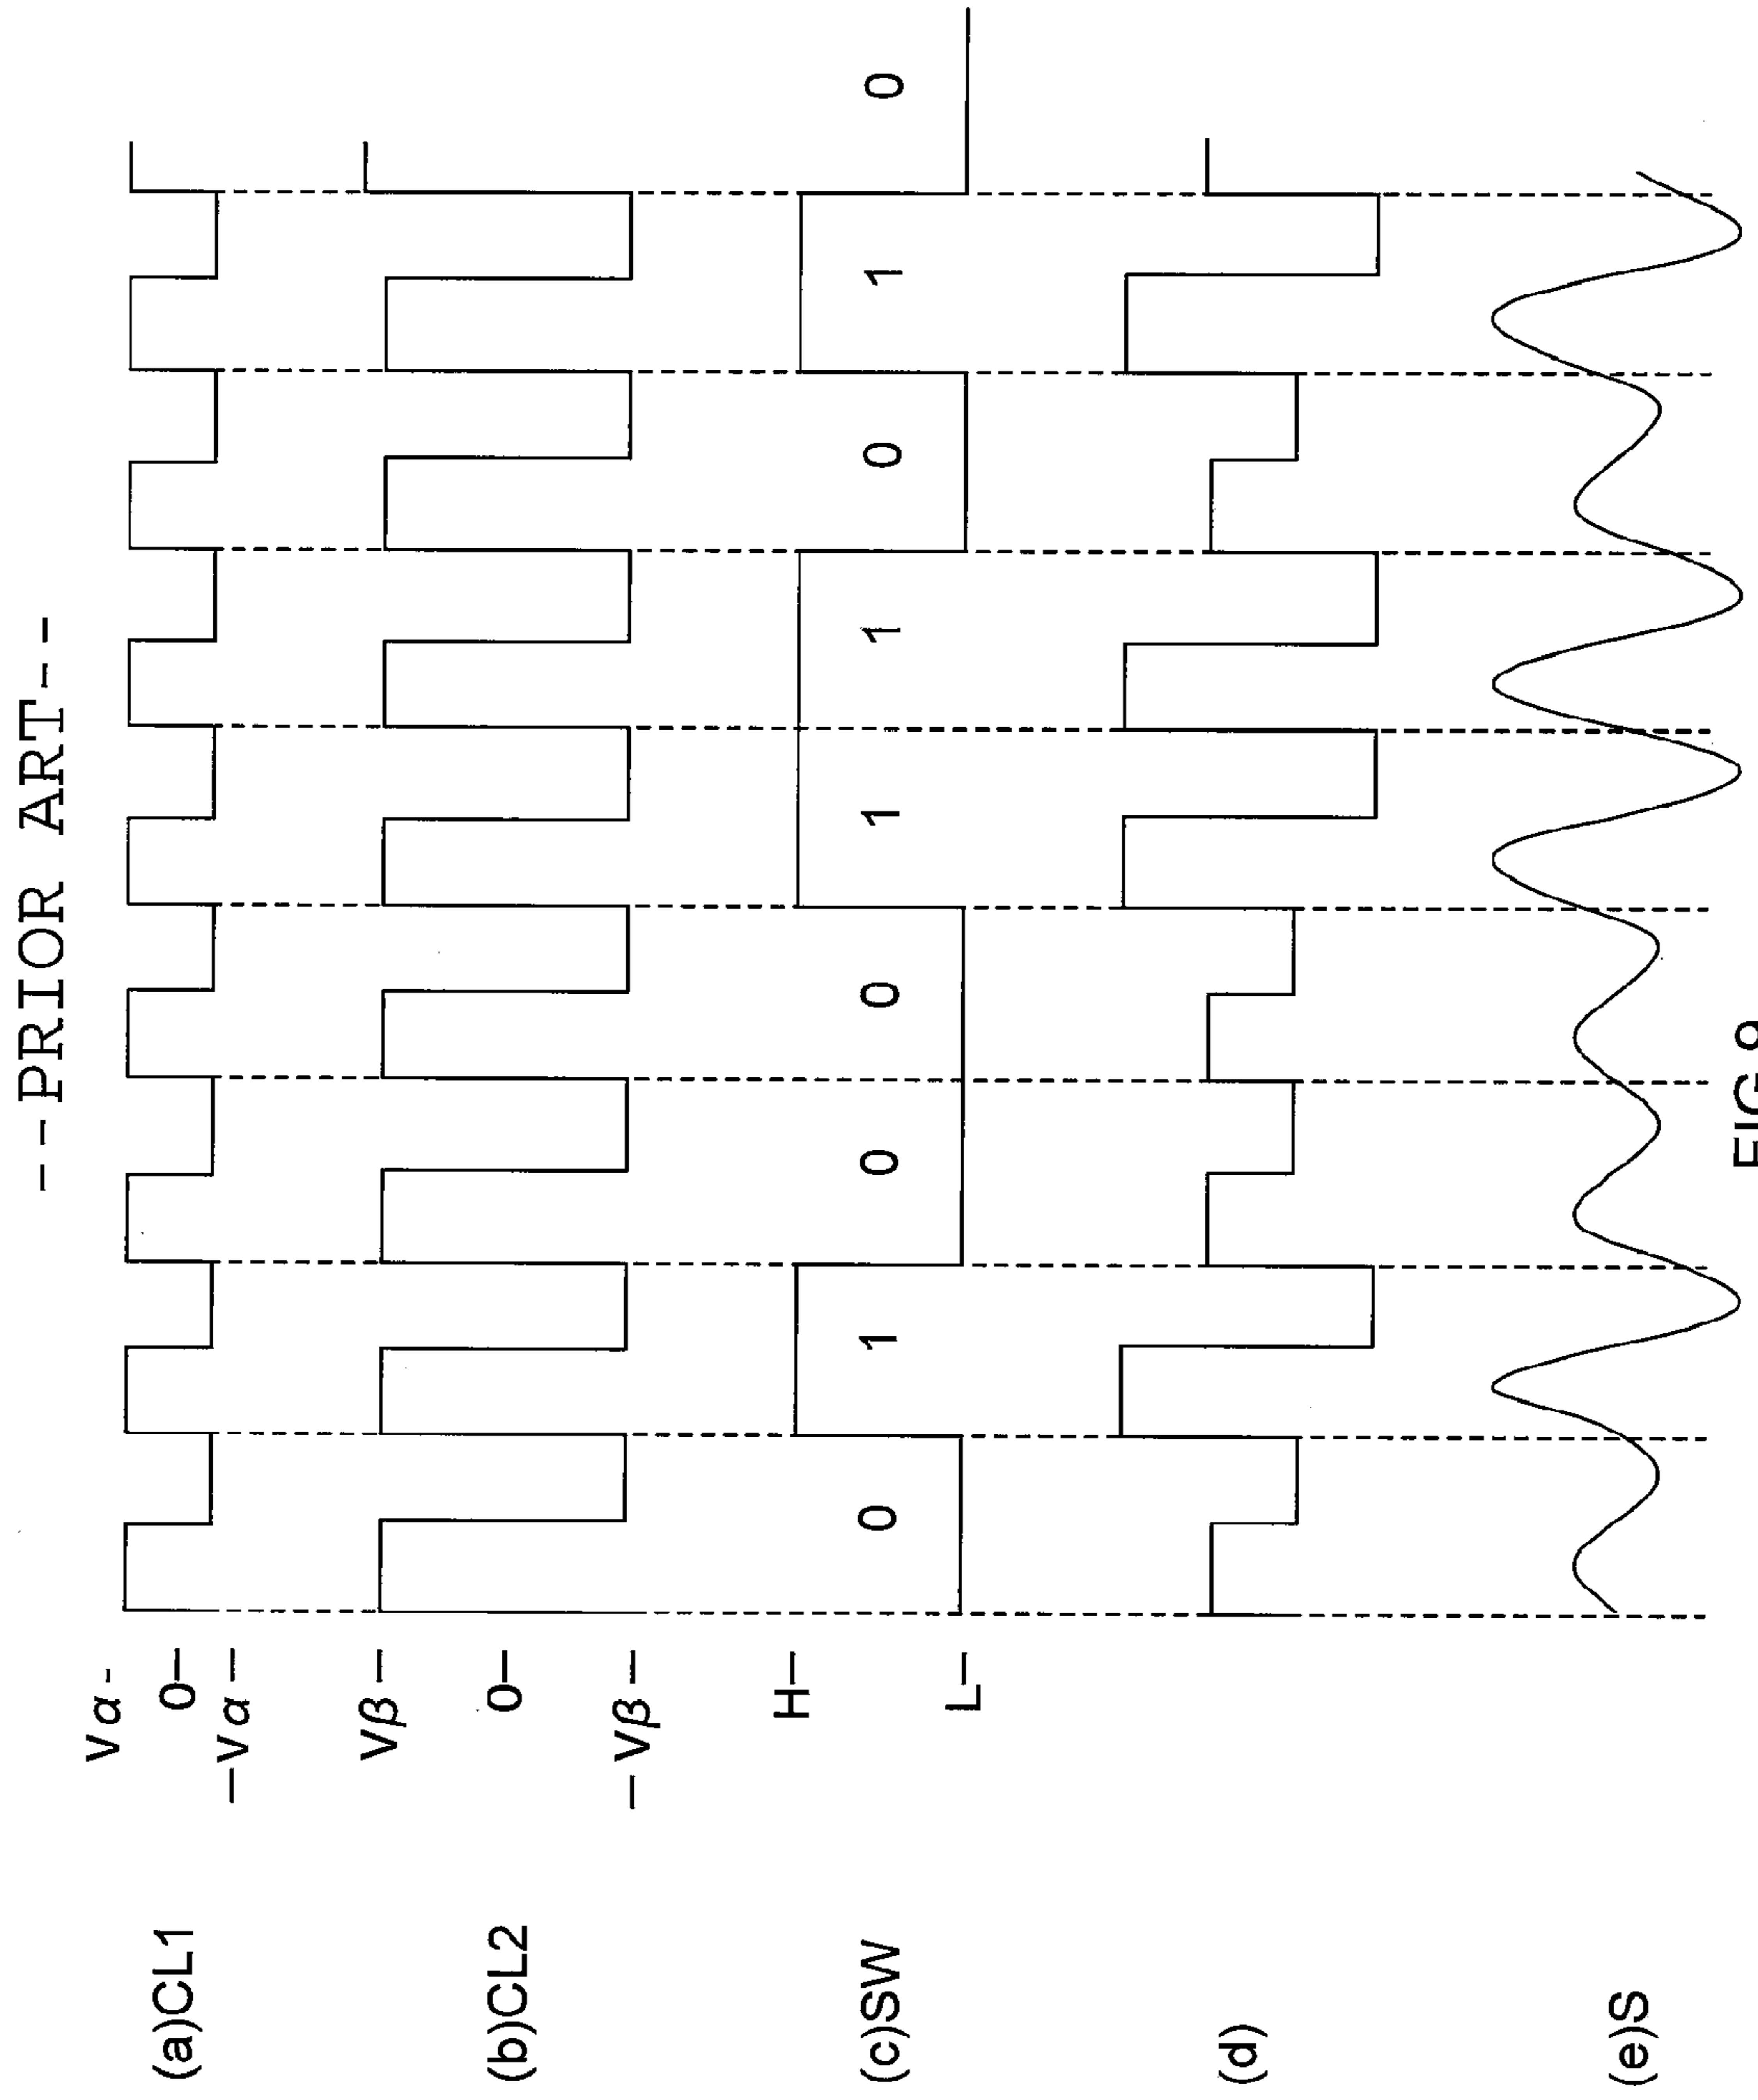 --PRIOR ART--
(a)CL1
Vα-
0-
-Vα-
(b)CL2
Vβ-
0-
-Vβ-
(c)SW
H-
L-
0 1 0 0 1 1 0 1 0
(d)
(e)S